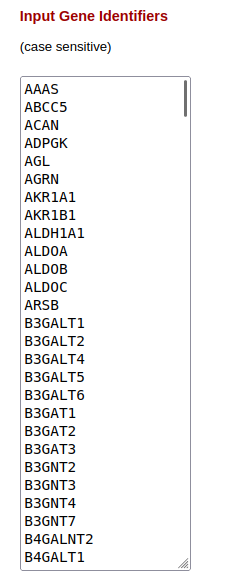 Input Gene Identifiers
(case sensitive)
AAAS
ABCC5
ACAN
ADPGK
AGL
AGRN
AKR1A1
AKR1B1
ALDH1A1
ALDOA
ALDOB
ALDOC
ARSB
B3GALT1
B3GALT2
B3GALT4
B3GALT5
B3GALT6
B3GAT1
B3GAT2
B3GAT3
B3GNT2
B3GNT3
B3GNT4
B3GNT7
B4GALNT2
B4GALT1